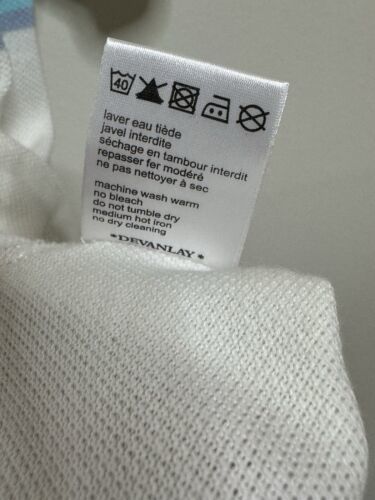 40
laver eau tiède
javel interdite
séchage en tambour interdit
repasser fer modéré
ne pas nettoyer à sec
machine wash warm
no bleach
do not tumble dry
medium hot iron
no dry cleaning
*DEVANLAY*